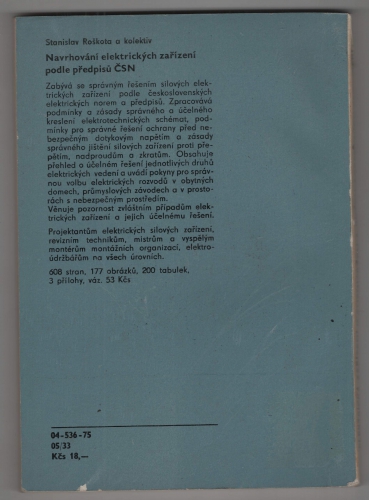 Stanislav Roškota a kolektiv
Navrhování elektrických zařízení
podle předpisů ČSN
Zabývá se správným řešením silových elek-
trických zařízení podle československých
elektrických norem a předpisů. Zpracovává
podmínky a zásady správného a účelného
kreslení elektrotechnických schémat, pod-
mínky pro správné řešení ochrany před ne-
bezpečným dotykovým napětím a zásady
správného jištění silových zařízení proti pře-
pětím, nadproudům a zkratům. Obsahuje
přehled o účelném řešení jednotlivých druhů
elektrických vedení a uvádí pokyny pro správ-
nou volbu elektrických rozvodů v obytných
domech, průmyslových závodech a v prosto-
rách s nebezpečným prostředím.
Věnuje pozornost zvláštním případům elek-
trických zařízení a jejich účelnému řešení.
Projektantům elektrických silových zařízení,
revizním technikům, mistrům a vyspělým
montérům montážních organizací, elektro-
údržbářům na všech úrovních.
608 stran, 177 obrázků, 200 tabulek,
3 přílohy, váz. 53 Kčs
04-536-75
05/33
Kčs 18,—